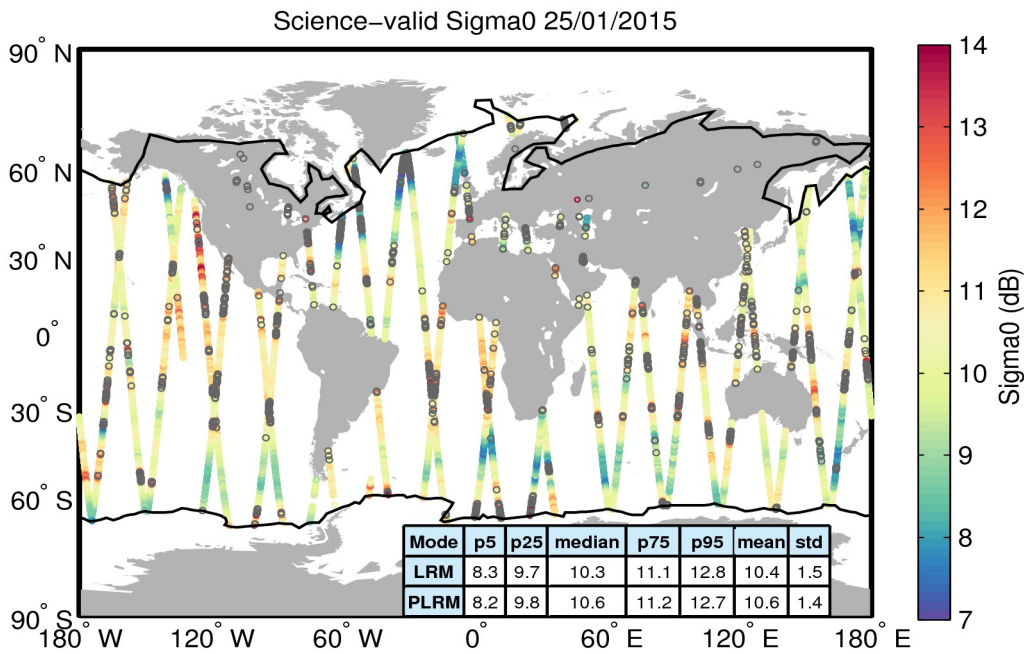 Science−valid Sigma0 25/01/2015
90° N
60° N
30° N
0°
30° S
60° S
90° S
180° W
120° W
60° W
0°
60° E
120° E
180° E
14
13
12
11
10
9
8
7
Sigma0 (dB)
Mode p5 p25 median p75 p95 mean std
LRM 8.3 9.7 10.3 11.1 12.8 10.4 1.5
PLRM 8.2 9.8 10.6 11.2 12.7 10.6 1.4